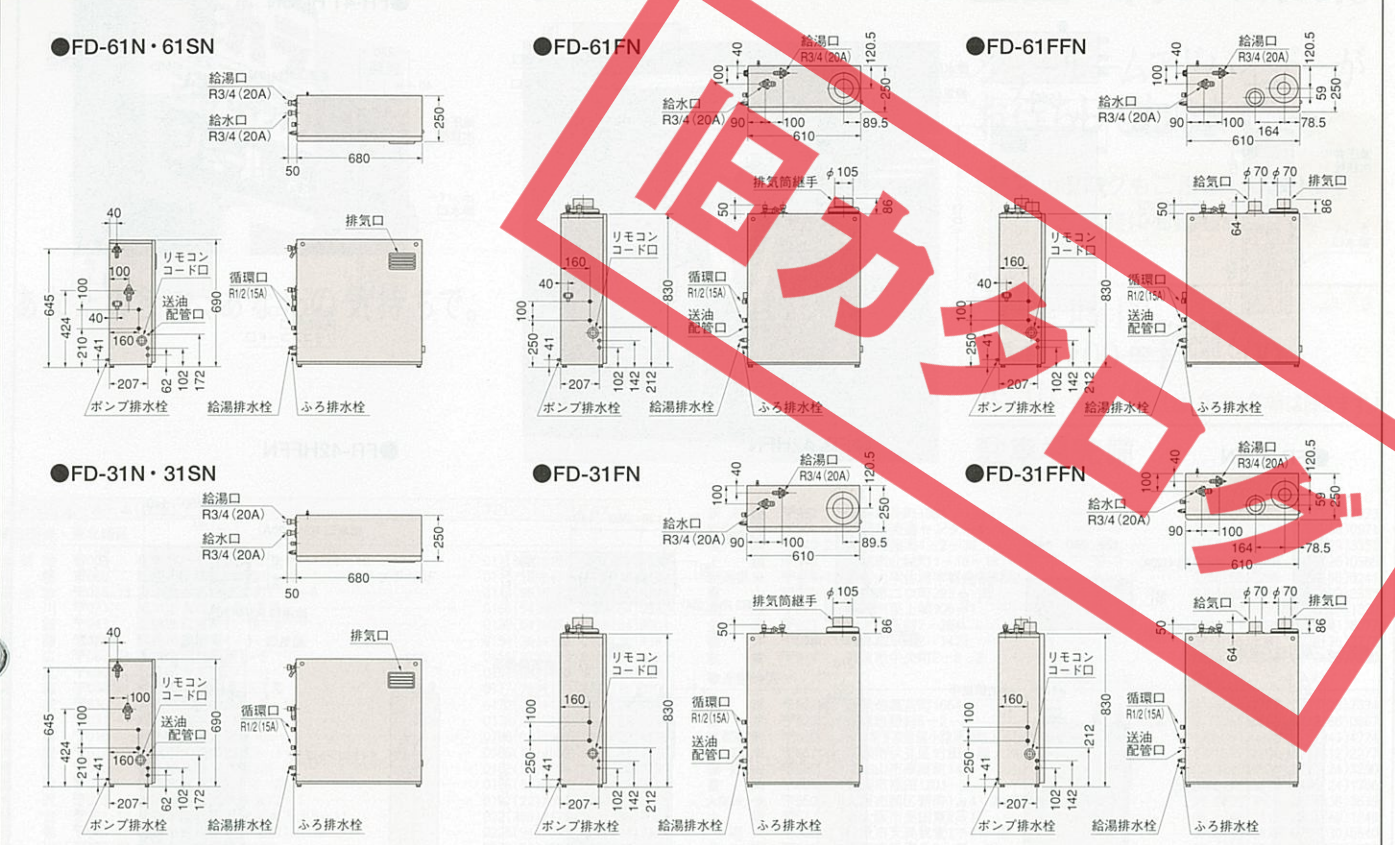 ●FD-61N・61SN
給湯口
R3/4(20A)
給水口
R3/4(20A)
250
680
50
40
排気口
リモコン
コード口
100
循環口
R1/2(15A)
送油
配管口
40
160
645
424
210
41
690
207
62
102
172
ポンプ排水栓
給湯排水栓
ふろ排水栓
●FD-61FN
給湯口
R3/4(20A)
40
100
120.5
250
給水口
R3/4(20A)
90
100
89.5
610
φ105
排気筒継手
50
86
リモコン
コード口
160
40
循環口
R1/2(15A)
送油
配管口
830
100
250
41
207
102
142
212
ポンプ排水栓
給湯排水栓
ふろ排水栓
●FD-61FFN
給湯口
R3/4(20A)
40
100
120.5
59
250
給水口
R3/4(20A)
90
100
164
78.5
610
給気口
φ70
φ70
排気口
50
86
64
リモコン
コード口
160
40
循環口
R1/2(15A)
送油
配管口
830
100
250
41
207
102
142
212
ポンプ排水栓
給湯排水栓
ふろ排水栓
●FD-31N・31SN
給湯口
R3/4(20A)
給水口
R3/4(20A)
250
680
50
40
排気口
リモコン
コード口
100
循環口
R1/2(15A)
送油
配管口
160
645
424
100
210
41
690
207
62
102
172
ポンプ排水栓
給湯排水栓
ふろ排水栓
●FD-31FN
給湯口
R3/4(20A)
40
100
120.5
250
給水口
R3/4(20A)
90
100
89.5
610
φ105
排気筒継手
50
86
リモコン
コード口
160
循環口
R1/2(15A)
送油
配管口
830
100
250
41
207
102
142
212
ポンプ排水栓
給湯排水栓
ふろ排水栓
●FD-31FFN
給湯口
R3/4(20A)
40
100
120.5
59
250
給水口
R3/4(20A)
90
100
164
78.5
610
給気口
φ70
φ70
排気口
50
86
64
リモコン
コード口
160
循環口
R1/2(15A)
送油
配管口
830
100
250
41
212
207
102
142
ポンプ排水栓
給湯排水栓
ふろ排水栓
旧カタログ